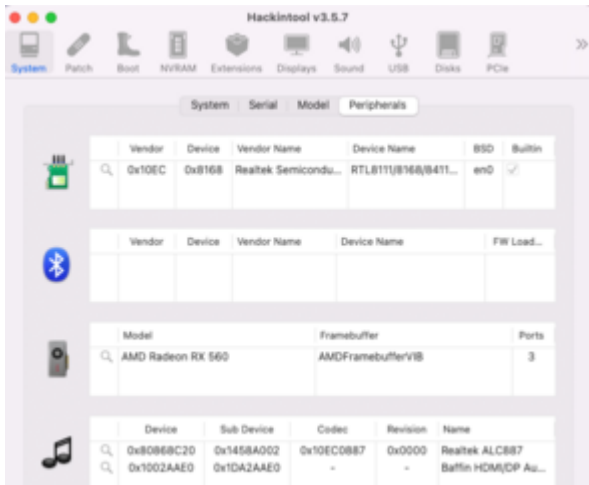 Hackintool v3.5.7
System Patch Boot NVRAM Extensions Displays Sound USB Disks PCIe
System Serial Model Peripherals
Vendor Device Vendor Name Device Name BSD Builtin
0x10EC 0x8168 Realtek Semicondu... RTL8111/8168/8411... en0
Vendor Device Vendor Name Device Name FW Load...
Model Framebuffer Ports
AMD Radeon RX 560 AMDFramebufferVIB 3
Device Sub Device Codec Revision Name
0x80868C20 0x1458A002 0x10EC0887 0x0000 Realtek ALC887
0x1002AAE0 0x1DA2AAE0 - - Baffin HDMI/DP Au...